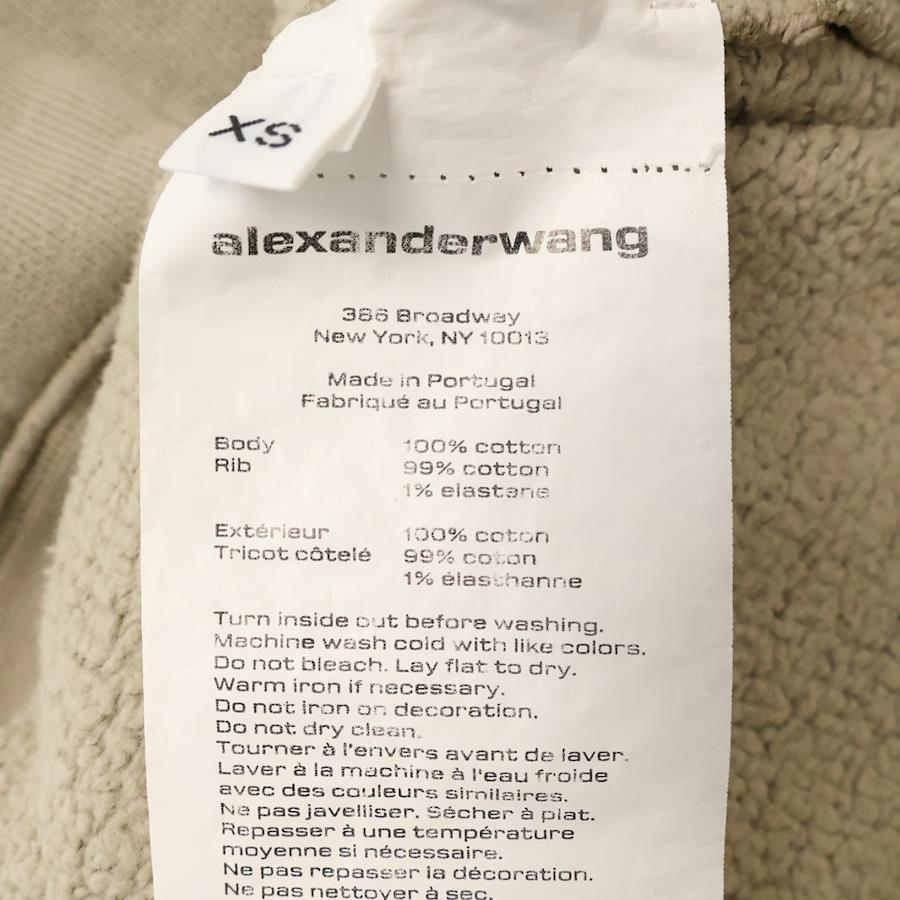 XS
alexanderwang
386 Broadway
New York, NY 10013
Made in Portugal
Fabriqué au Portugal
Body 100% cotton
Rib 99% cotton
1% elastane
Extérieur 100% coton
Tricot côtelé 99% coton
1% élasthanne
Turn inside out before washing.
Machine wash cold with like colors.
Do not bleach. Lay flat to dry.
Warm iron if necessary.
Do not iron on decoration.
Do not dry clean.
Tourner à l'envers avant de laver.
Laver à la machine à l'eau froide
avec des couleurs similaires.
Ne pas javelliser. Sécher à plat.
Repasser à une température
moyenne si nécessaire.
Ne pas repasser la décoration.
Ne pas nettoyer à sec.